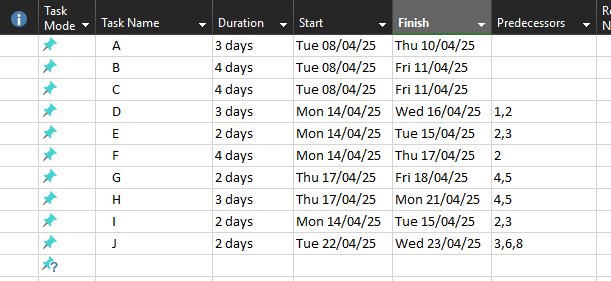 Task Mode Task Name Duration Start Finish Predecessors Re N
A 3 days Tue 08/04/25 Thu 10/04/25
B 4 days Tue 08/04/25 Fri 11/04/25
C 4 days Tue 08/04/25 Fri 11/04/25
D 3 days Mon 14/04/25 Wed 16/04/25 1,2
E 2 days Mon 14/04/25 Tue 15/04/25 2,3
F 4 days Mon 14/04/25 Thu 17/04/25 2
G 2 days Thu 17/04/25 Fri 18/04/25 4,5
H 3 days Thu 17/04/25 Mon 21/04/25 4,5
I 2 days Mon 14/04/25 Tue 15/04/25 2,3
J 2 days Tue 22/04/25 Wed 23/04/25 3,6,8
?